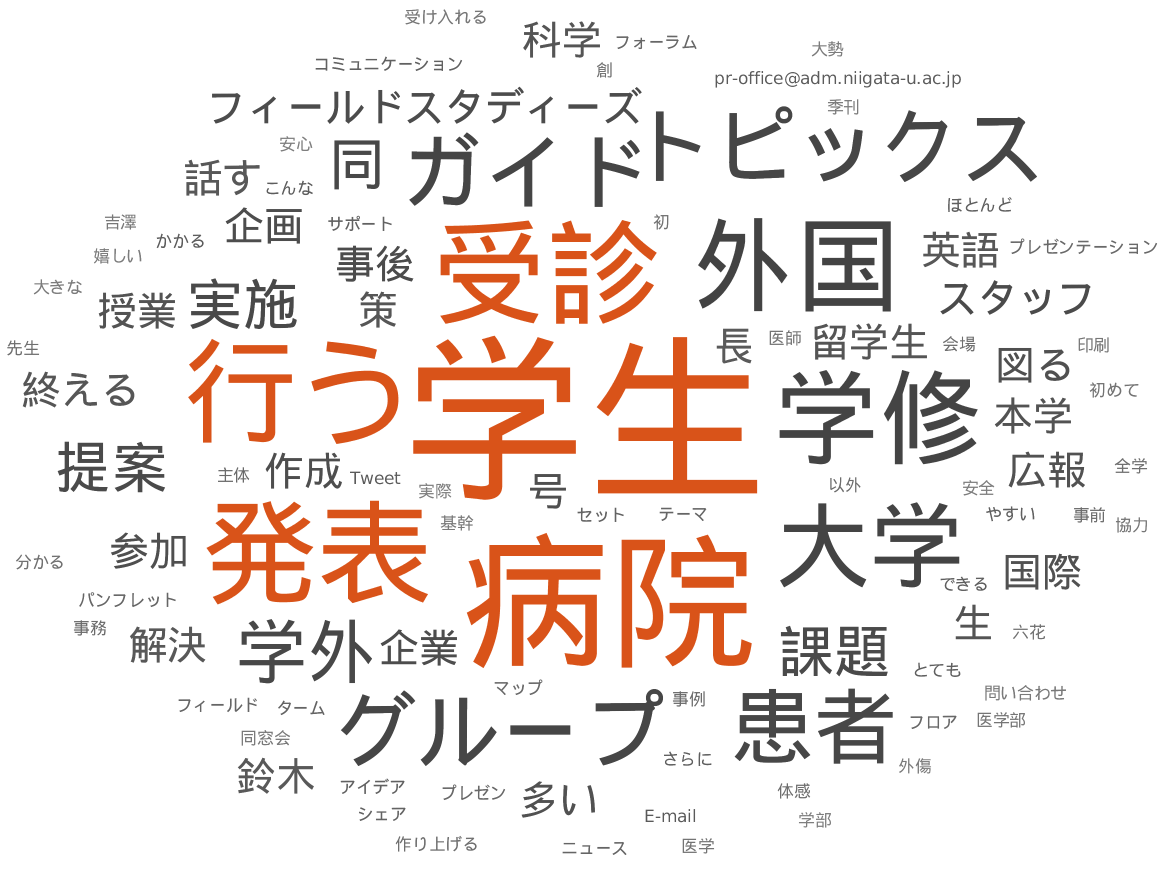 受け入れる
科学 フォーラム
大勢
コミュニケーション
創
pr-office@adm.niigata-u.ac.jp
フィールドスタディーズ
季刊
トピックス
安心
同
ガイド
話す
こんな
ほとんど
吉澤
かかる
企画
サポート
初
嬉しい
事後
受診
外国
英語
プレゼンテーション
大きな
授業
実施
策
スタッフ
先生
長
医師
留学生
会場
印刷
終える
行う
学生
学修
図る
初めて
本学
提案
主体
作成
Tweet
実際
号
以外
広報
全学
安全
発表
基幹
セット
テーマ
大学
やすい
事前
協力
分かる
参加
病院
できる
国際
パンフレット
事務
解決
学外
企業
課題
生
六花
とても
フィールド
ターム
マップ
グループ
事例
患者
問い合わせ
フロア
医学部
同窓会
さらに
外傷
鈴木
アイデア
プレゼン
多い
体感
シェア
E-mail
学部
作り上げる
ニュース
医学